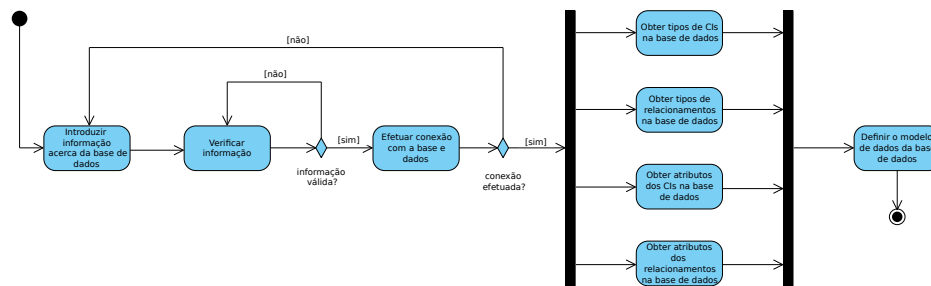 [não]
[não]
Introduzir
informação
acerca da base de
dados
Verificar
informação
[sim]
informação
válida?
Efetuar conexão
com a base e
dados
[sim]
conexão
efetuada?
Obter tipos de CIs
na base de dados
Obter tipos de
relacionamentos
na base de dados
Obter atributos
dos CIs na base
de dados
Obter atributos
dos
relacionamentos
na base de dados
Definir o modelo
de dados da base
de dados